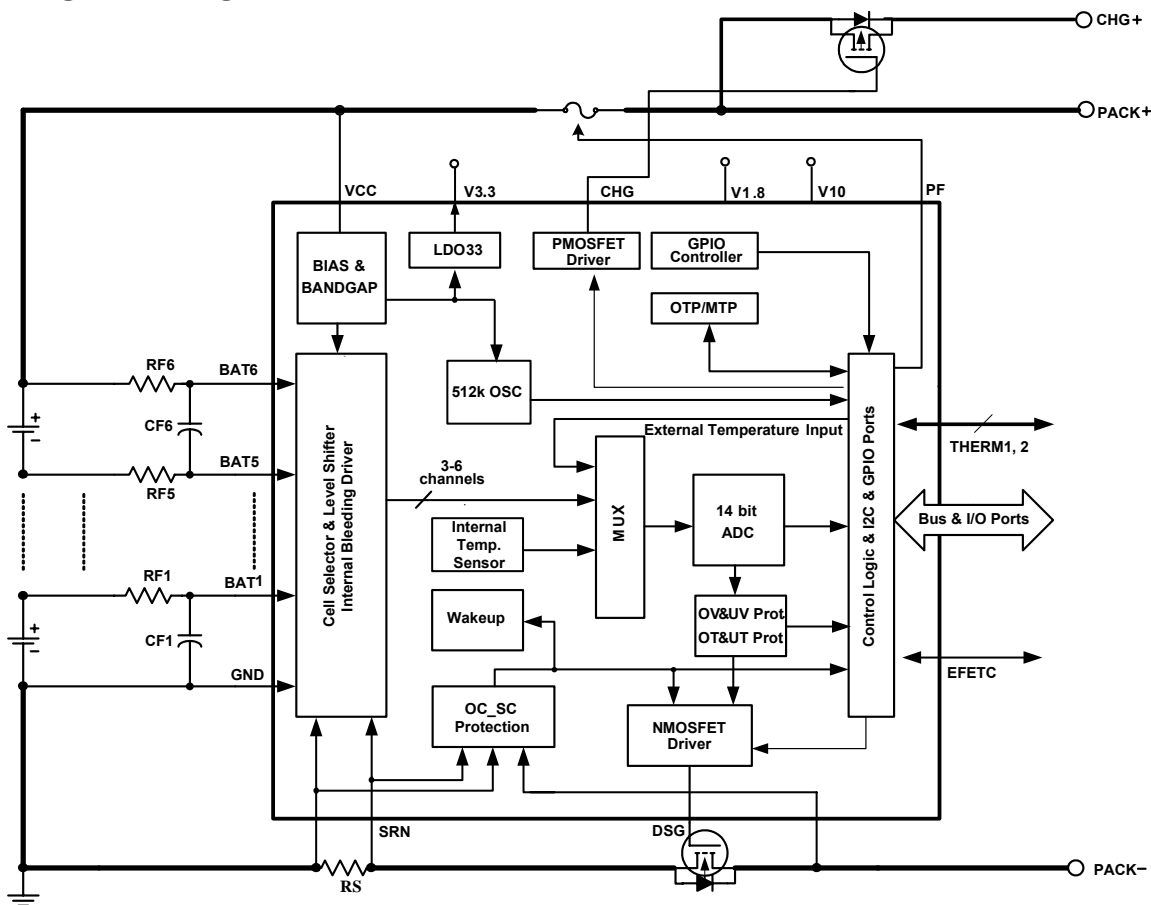 CHG+
PACK+
VCC
V3.3
CHG
V1.8
V10
PF
BIAS &
BANDGAP
LDO33
PMOSFET
Driver
GPIO
Controller
OTP/MTP
512k OSC
RF6
BAT6
CF6
RF5
BAT5
External Temperature Input
THERM1, 2
3-6
channels
Cell Selector & Level Shifter
Internal Bleeding Driver
Internal
Temp.
Sensor
MUX
14 bit
ADC
Control Logic & I2C & GPIO Ports
Bus & I/O Ports
RF1
BAT1
CF1
Wakeup
OV&UV Prot.
OT&UT Prot
GND
EFETC
OC_SC
Protection
NMOSFET
Driver
SRN
DSG
RS
PACK−